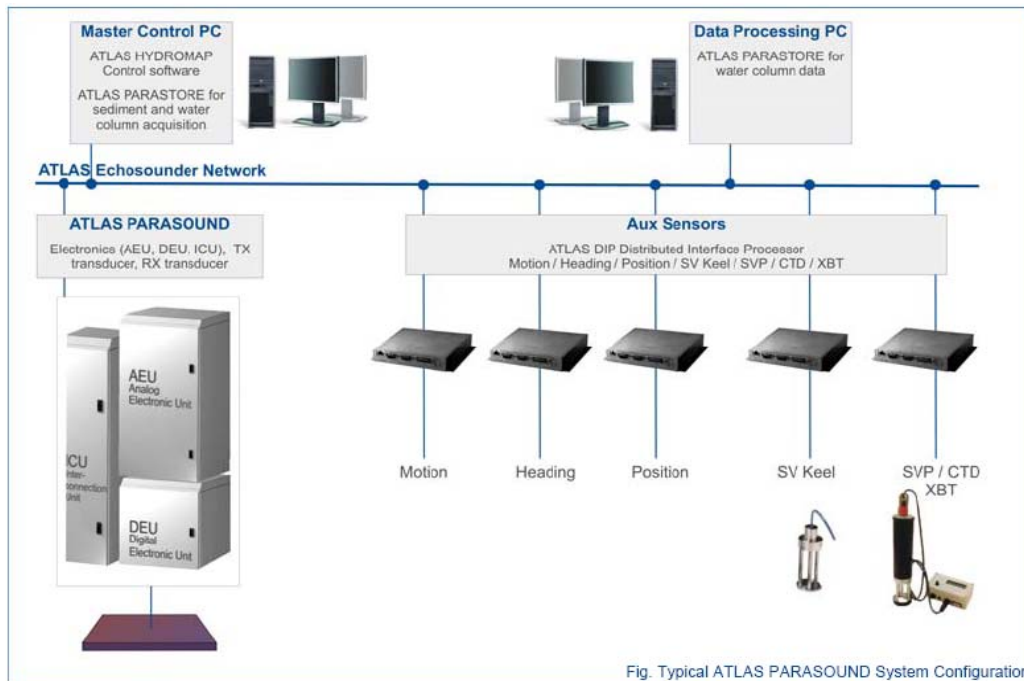 Master Control PC
ATLAS HYDROMAP
Control software
ATLAS PARASTORE for
sediment and water
column acquisition
Data Processing PC
ATLAS PARASTORE for
water column data
ATLAS Echosounder Network
ATLAS PARASOUND
Electronics (AEU, DEU, ICU), TX
transducer, RX transducer
Aux Sensors
ATLAS DIP Distributed Interface Processor
Motion / Heading / Position / SV Keel / SVP / CTD / XBT
AEU
Analog
Electronic Unit
ICU
Inter-
connection
Unit
DEU
Digital
Electronic Unit
Motion
Heading
Position
SV Keel
SVP / CTD
XBT
Fig. Typical ATLAS PARASOUND System Configuration